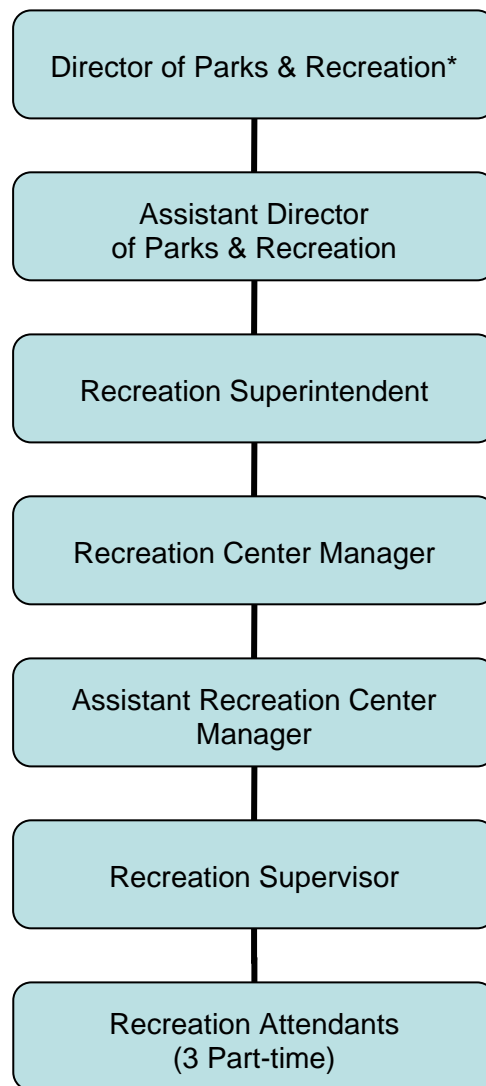 Director of Parks & Recreation*
Assistant Director
of Parks & Recreation
Recreation Superintendent
Recreation Center Manager
Assistant Recreation Center
Manager
Recreation Supervisor
Recreation Attendants
(3 Part-time)